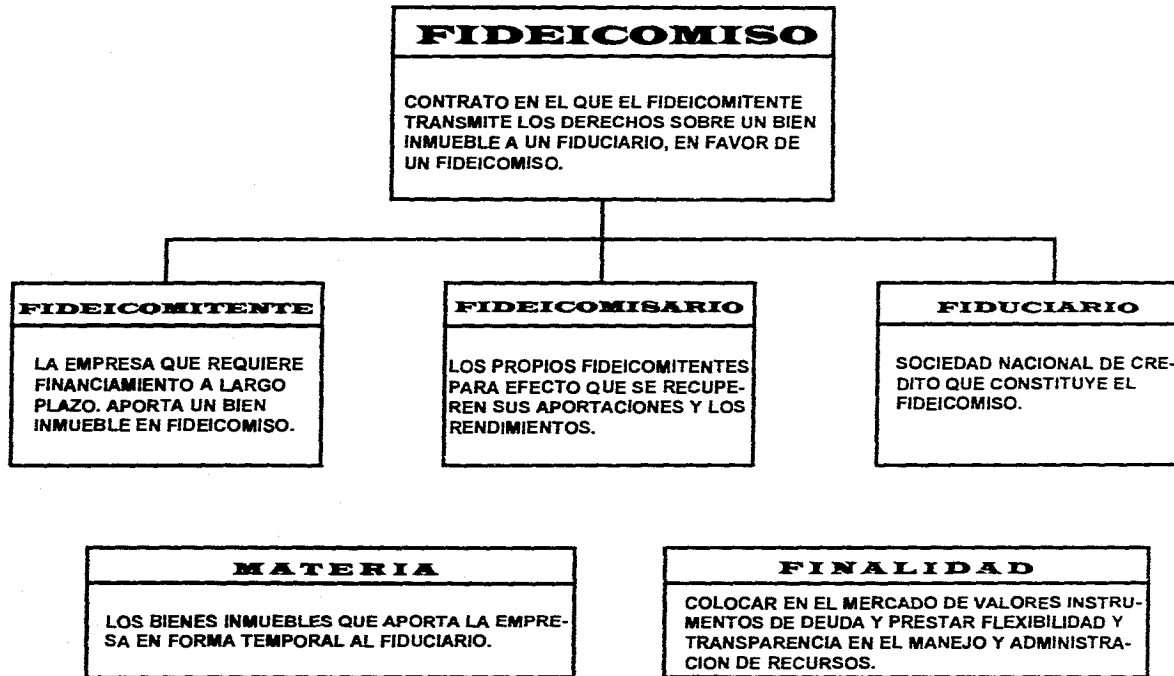 FIDEICOMISO
CONTRATO EN EL QUE EL FIDEICOMITENTE
TRANSMITE LOS DERECHOS SOBRE UN BIEN
INMUEBLE A UN FIDUCIARIO, EN FAVOR DE
UN FIDEICOMISO.
FIDEICOMITENTE
LA EMPRESA QUE REQUIERE
FINANCIAMIENTO A LARGO
PLAZO. APORTA UN BIEN
INMUEBLE EN FIDEICOMISO.
FIDEICOMISARIO
LOS PROPIOS FIDEICOMITENTES
PARA EFECTO QUE SE RECUPE-
REN SUS APORTACIONES Y LOS
RENDIMIENTOS.
FIDUCIARIO
SOCIEDAD NACIONAL DE CRE-
DITO QUE CONSTITUYE EL
FIDEICOMISO.
MATERIA
LOS BIENES INMUEBLES QUE APORTA LA EMPRE-
SA EN FORMA TEMPORAL AL FIDUCIARIO.
FINALIDAD
COLOCAR EN EL MERCADO DE VALORES INSTRU-
MENTOS DE DEUDA Y PRESTAR FLEXIBILIDAD Y
TRANSPARENCIA EN EL MANEJO Y ADMINISTRA-
CION DE RECURSOS.